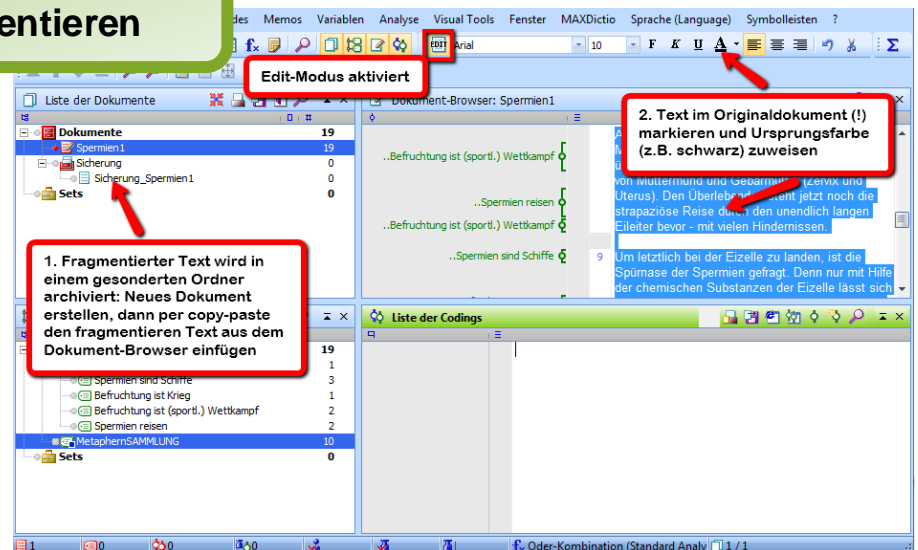 entieren
des Memos Variablen Analyse Visual Tools Fenster MAXDictio Sprache (Language) Symbolleisten ?
EDIT Arial 10 F K U A Σ
Edit-Modus aktiviert
Liste der Dokumente
Dokument-Browser: Spermien1
Dokumente 19
Spermien1 19
Sicherung 0
Sicherung_Spermien1 0
Sets 0
2. Text im Originaldokument (!)
markieren und Ursprungsfarbe
(z.B. schwarz) zuweisen
..Befruchtung ist (sportl.) Wettkampf
..Spermien reisen
..Befruchtung ist (sportl.) Wettkampf
..Spermien sind Schiffe
von Muttermund und Gebärmutter (Zervix und
Uterus). Den Überlebenden steht jetzt noch die
strapaziöse Reise durch den unendlich langen
Eileiter bevor - mit vielen Hindernissen.
9 Um letztlich bei der Eizelle zu landen, ist die
Spürnase der Spermien gefragt. Denn nur mit Hilfe
der chemischen Substanzen der Eizelle lässt sich
1. Fragmentierter Text wird in
einem gesonderten Ordner
archiviert: Neues Dokument
erstellen, dann per copy-paste
den fragmentieren Text aus dem
Dokument-Browser einfügen
Liste der Codings
19
1
Spermien sind Schiffe 3
Befruchtung ist Krieg 1
Befruchtung ist (sportl.) Wettkampf 2
Spermien reisen 2
MetaphernSAMMLUNG 10
Sets 0
1 0 0 0 Oder-Kombination (Standard Analy 1 / 1